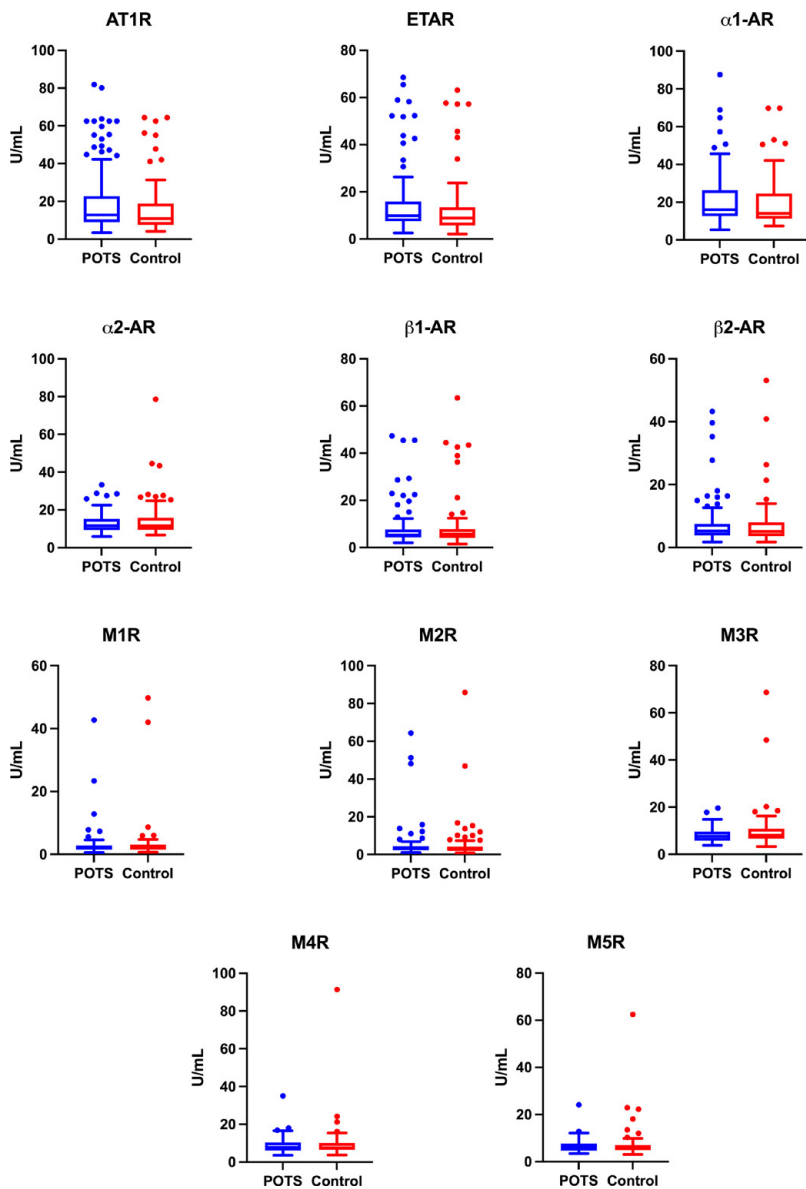 AT1R ETAR α1-AR
100 80 100
80 60 80
60 40 60
40 20 40
20 0 20
0 0
U/mL U/mL U/mL
POTS Control POTS Control POTS Control
α2-AR β1-AR β2-AR
100 80 60
80 60 40
60 40 20
40 20 0
20 0
0
U/mL U/mL U/mL
POTS Control POTS Control POTS Control
M1R M2R M3R
60 100 80
40 80 60
20 60 40
0 40 20
20 0
0
U/mL U/mL U/mL
POTS Control POTS Control POTS Control
M4R M5R
100 80
80 60
60 40
40 20
20 0
0
U/mL U/mL
POTS Control POTS Control